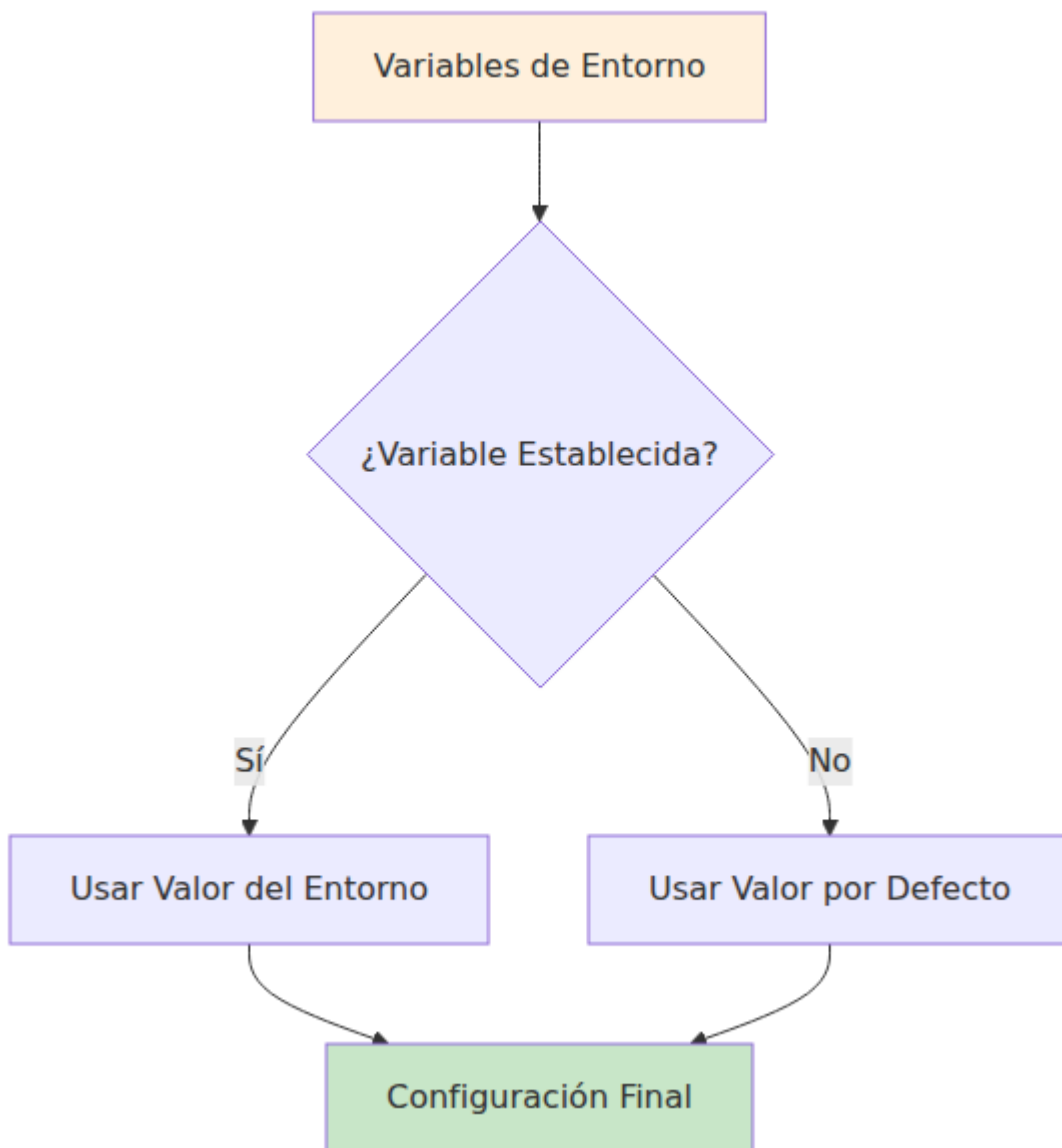 Variables de Entorno
¿Variable Establecida?
Sí
No
Usar Valor del Entorno
Usar Valor por Defecto
Configuración Final